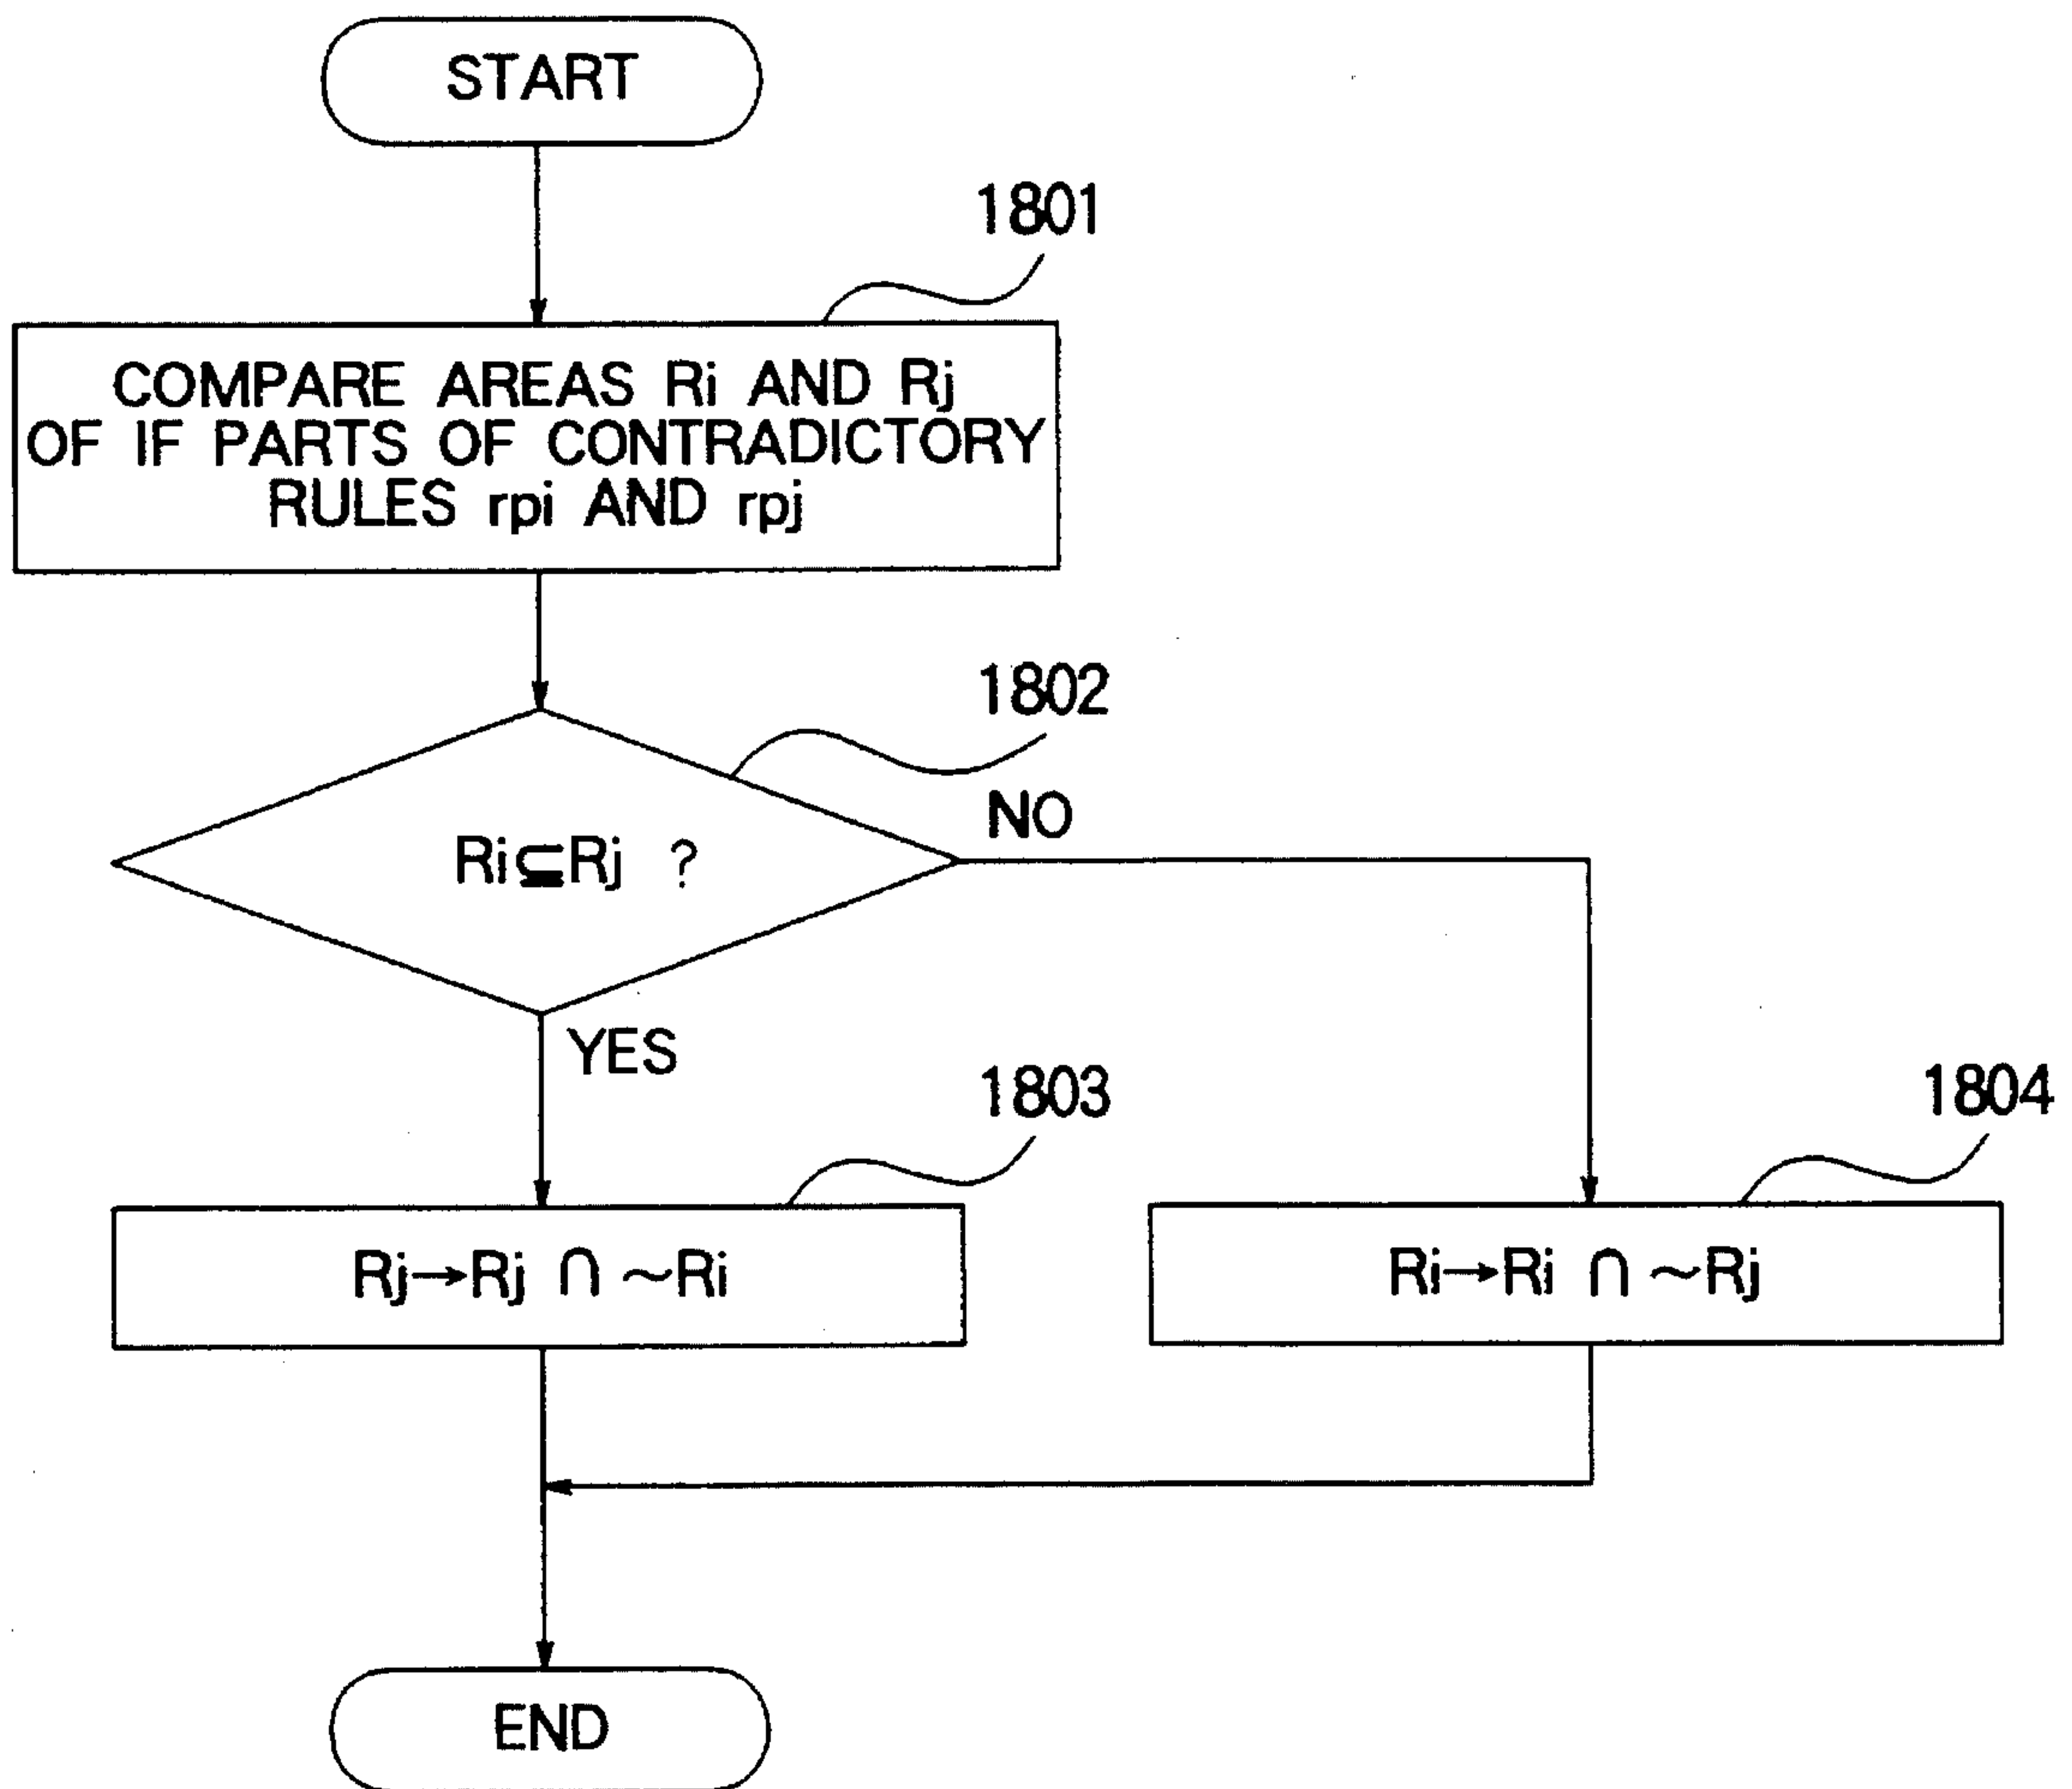 START
1801
COMPARE AREAS Ri AND Rj
OF IF PARTS OF CONTRADICTORY
RULES rpi AND rpj
1802
Ri⊆Rj ?
NO
YES
1803
Rj→Rj ∩ ~Ri
1804
Ri→Ri ∩ ~Rj
END